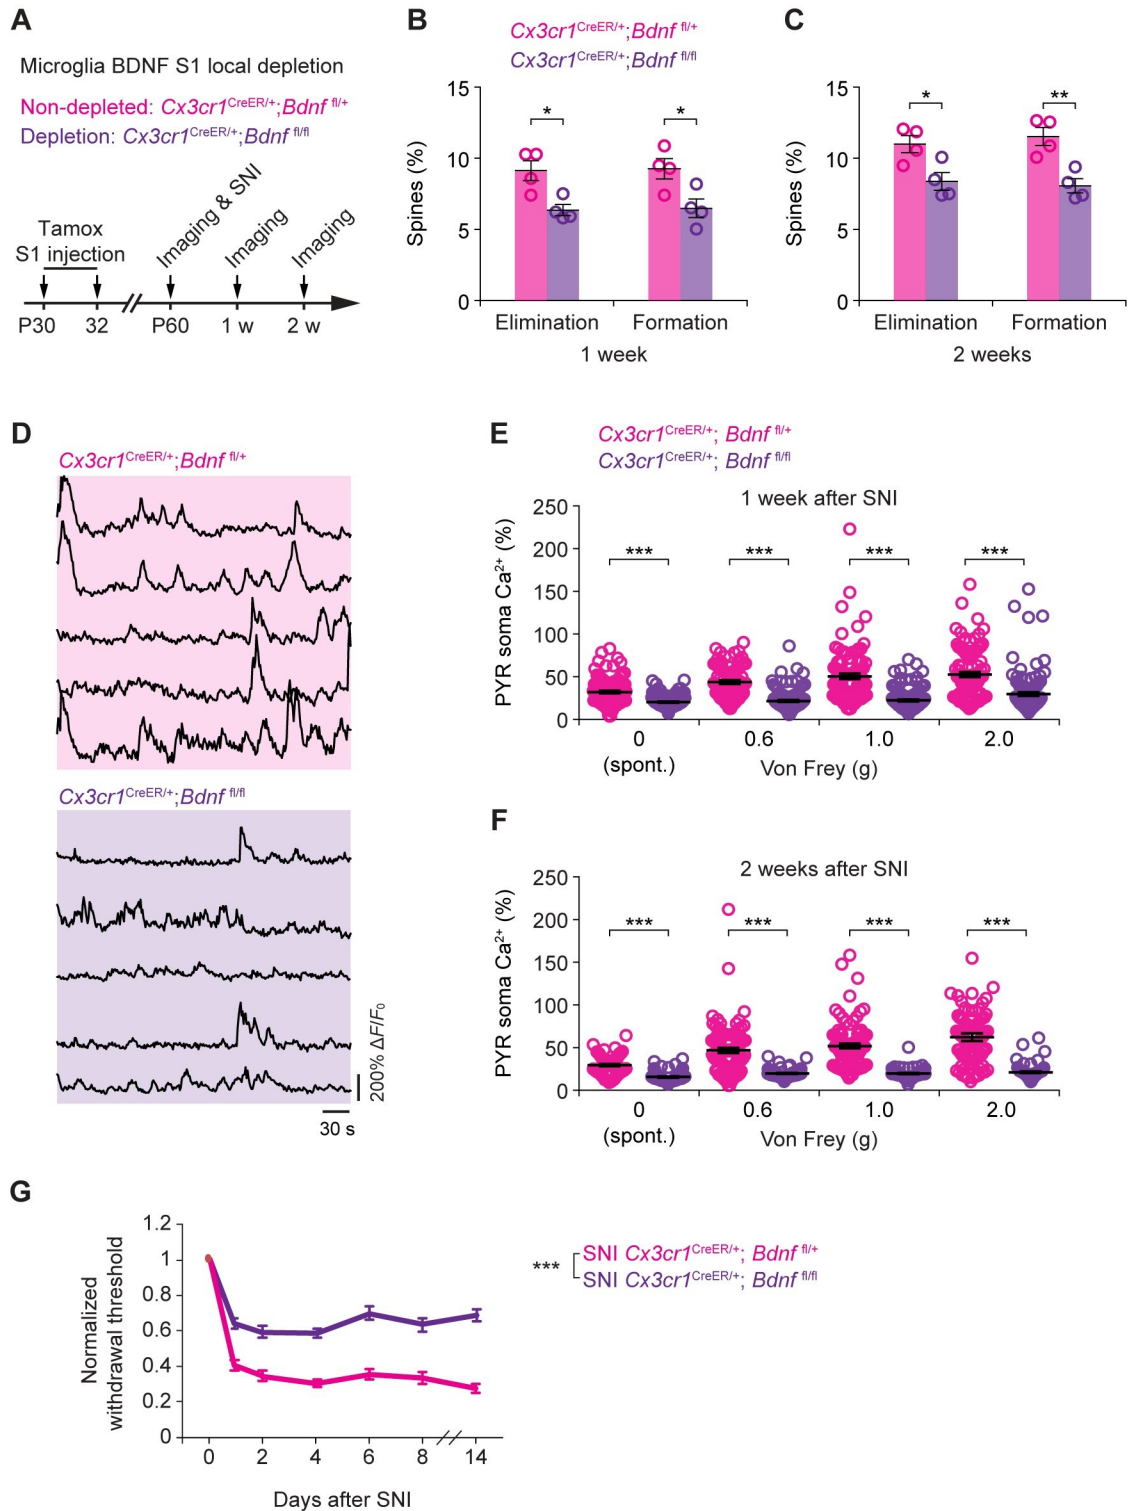 A
Microglia BDNF S1 local depletion
Non-depleted: Cx3cr1CreER/+;Bdnf fl/+
Depletion: Cx3cr1CreER/+;Bdnf fl/fl
Tamox
S1 injection
Imaging & SNI
Imaging
Imaging
P30 32 P60 1 w 2 w
B
Cx3cr1CreER/+;Bdnf fl/+
Cx3cr1CreER/+;Bdnf fl/fl
Spines (%)
15
10
5
0
* *
Elimination Formation
1 week
C
Spines (%)
15
10
5
0
* **
Elimination Formation
2 weeks
D
Cx3cr1CreER/+;Bdnf fl/+
Cx3cr1CreER/+;Bdnf fl/fl
200% ΔF/F0
30 s
E
Cx3cr1CreER/+; Bdnf fl/+
Cx3cr1CreER/+; Bdnf fl/fl
1 week after SNI
PYR soma Ca2+ (%)
250
200
150
100
50
0
*** *** *** ***
0 0.6 1.0 2.0
(spont.) Von Frey (g)
F
2 weeks after SNI
PYR soma Ca2+ (%)
250
200
150
100
50
0
*** *** *** ***
0 0.6 1.0 2.0
(spont.) Von Frey (g)
G
Normalized
withdrawal threshold
1.2
1
0.8
0.6
0.4
0.2
0
0 2 4 6 8 14
Days after SNI
***
SNI Cx3cr1CreER/+; Bdnf fl/+
SNI Cx3cr1CreER/+; Bdnf fl/fl